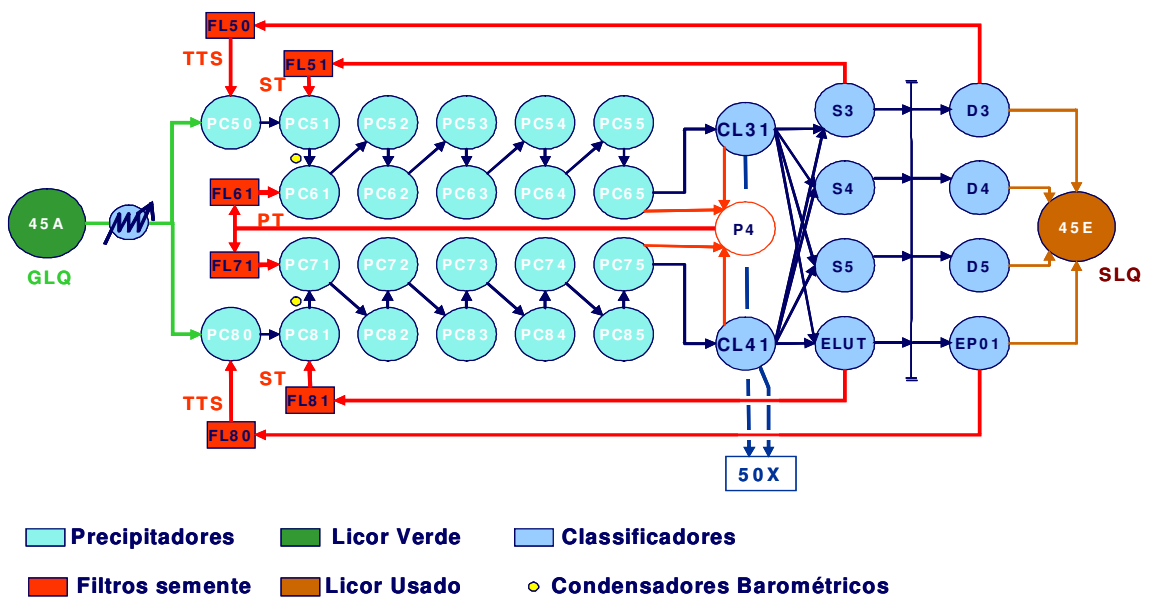 FL50
TTS
FL51
ST
PC50
PC51
PC52
PC53
PC54
PC55
CL31
S3
D3
FL61
PC61
PC62
PC63
PC64
PC65
S4
D4
45A
PT
P4
45E
GLQ
FL71
PC71
PC72
PC73
PC74
PC75
S5
D5
SLQ
PC80
PC81
PC82
PC83
PC84
PC85
CL41
ELUT
EP01
ST
FL81
TTS
FL80
50X
Precipitadores
Licor Verde
Classificadores
Filtros semente
Licor Usado
Condensadores Barométricos